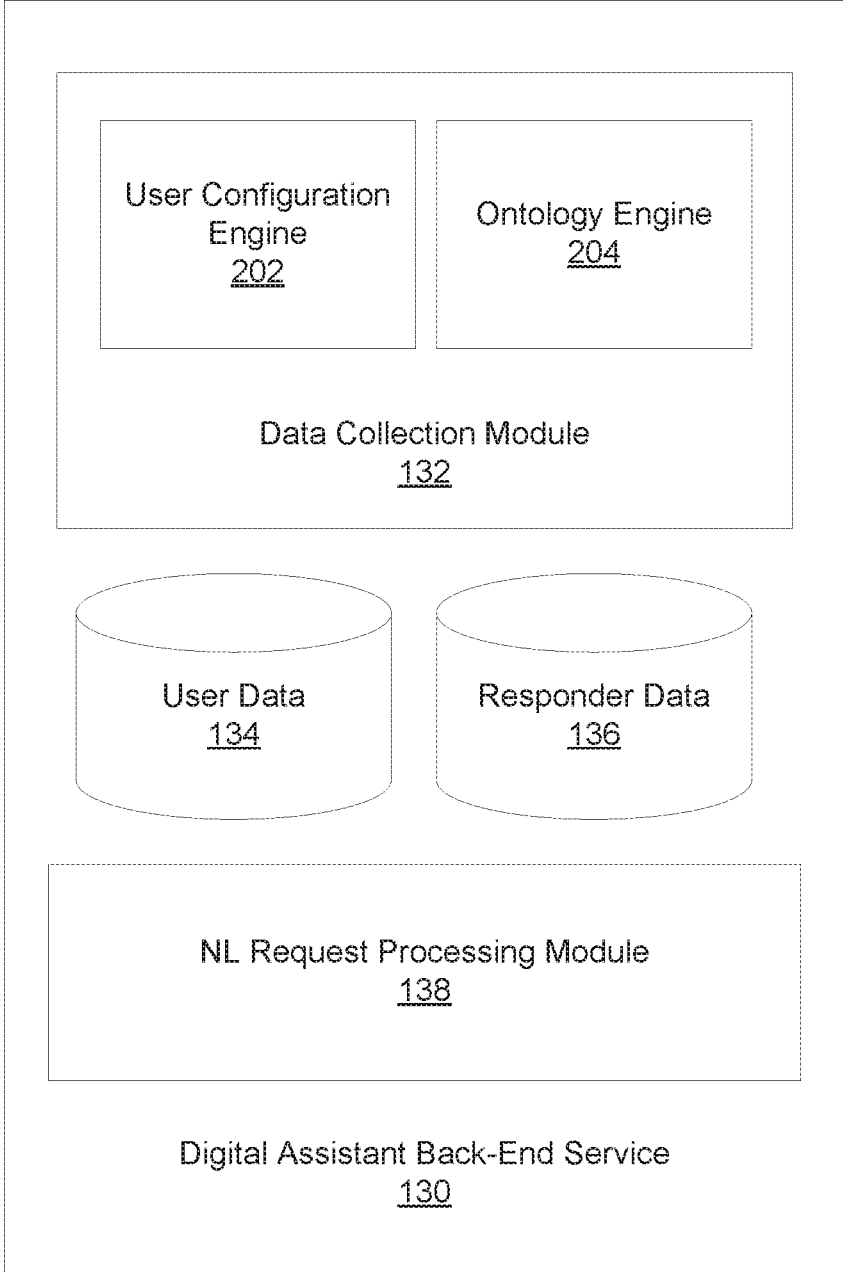 User Configuration
Engine
202
Ontology Engine
204
Data Collection Module
132
User Data
134
Responder Data
136
NL Request Processing Module
138
Digital Assistant Back-End Service
130